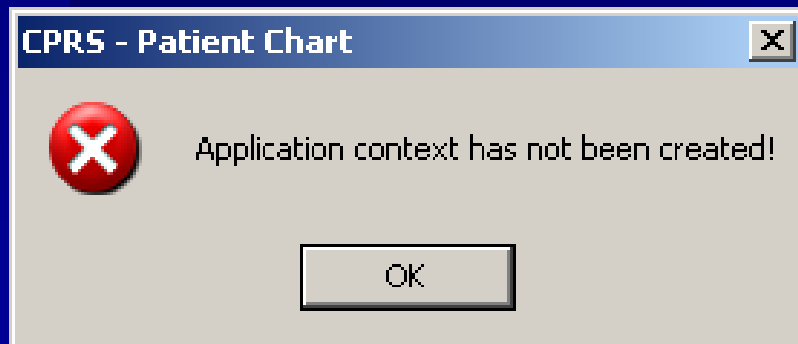 CPRS - Patient Chart
Application context has not been created!
OK